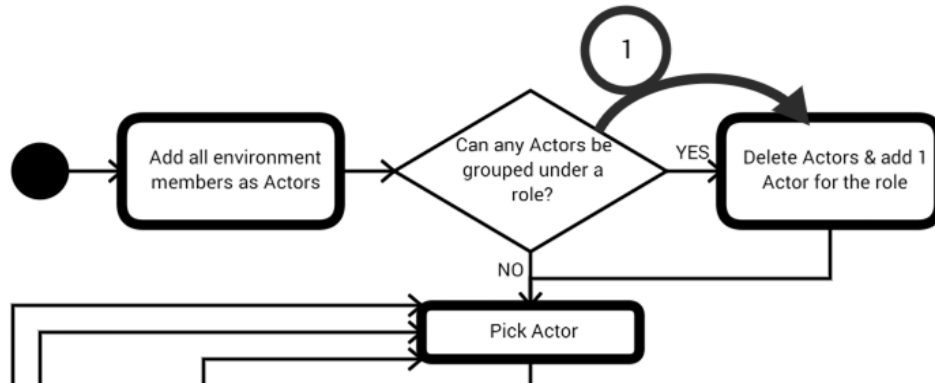 1
Add all environment
members as Actors
Can any Actors be
grouped under a
role?
YES
Delete Actors & add 1
Actor for the role
NO
Pick Actor